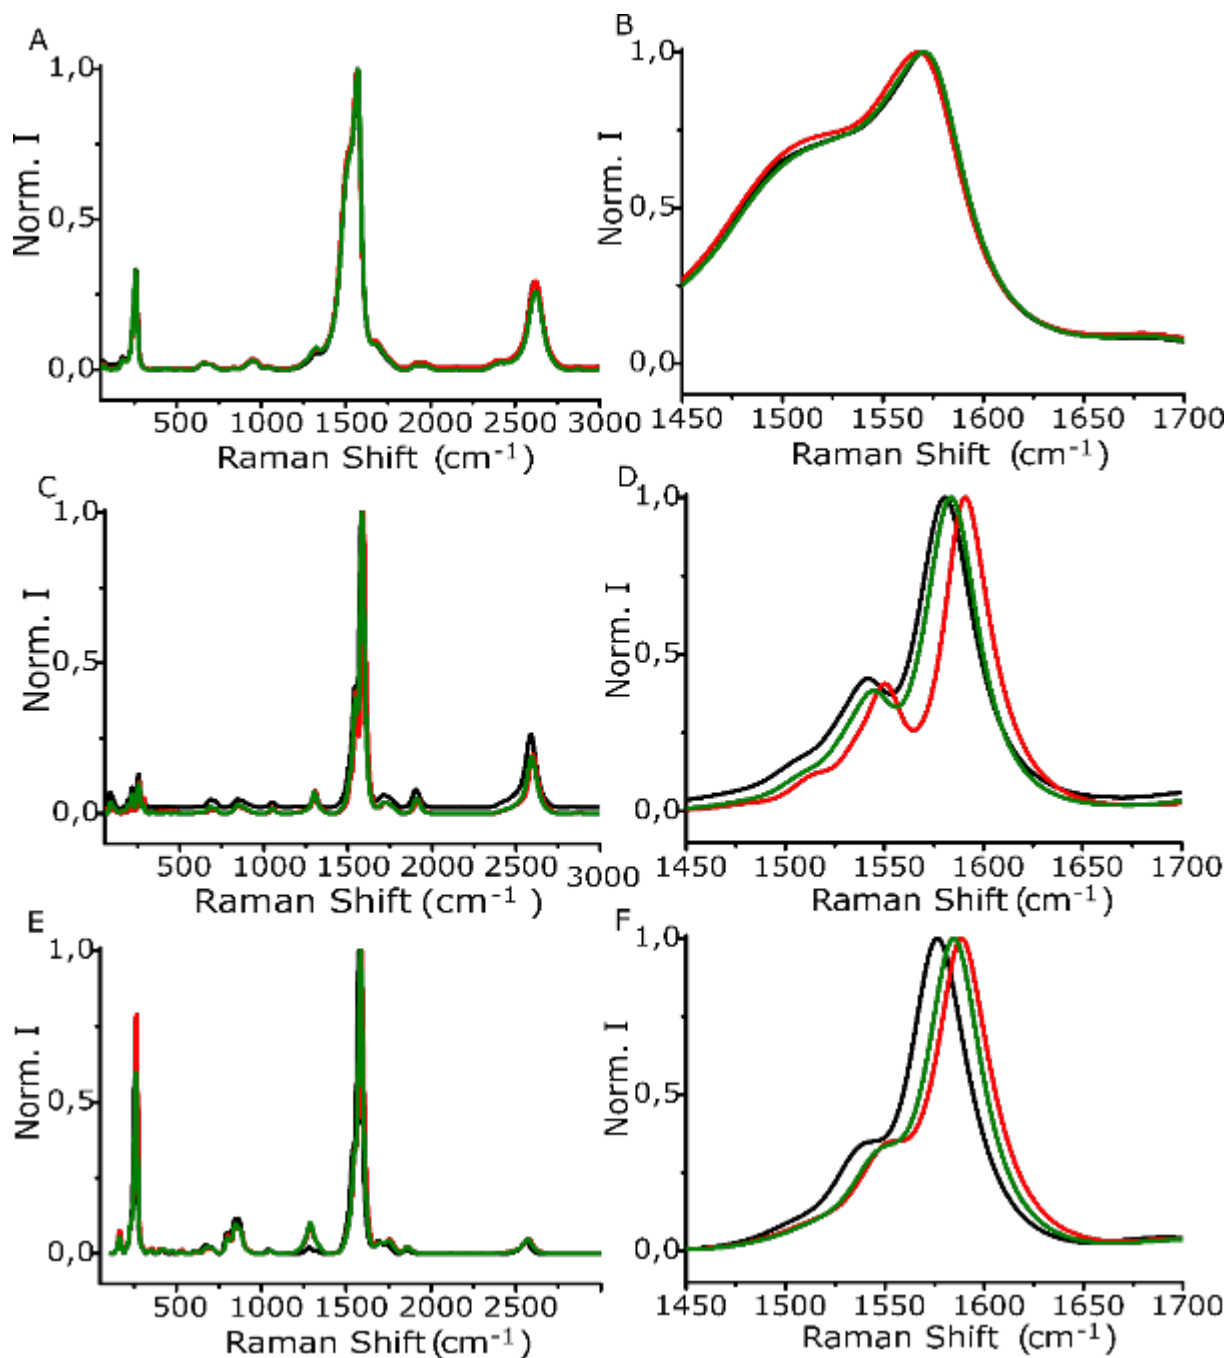 A
1,0
0,5
0,0
Norm. I
500 1000 1500 2000 2500 3000
Raman Shift (cm-1)
B
1,0
0,5
0,0
Norm. I
1450 1500 1550 1600 1650 1700
Raman Shift (cm-1)
C
1,0
0,5
0,0
Norm. I
500 1000 1500 2000 2500 3000
Raman Shift (cm-1 )
D
1,0
0,5
0,0
Norm. I
1450 1500 1550 1600 1650 1700
Raman Shift (cm-1)
E
1,0
0,5
0,0
Norm. I
500 1000 1500 2000 2500
Raman Shift (cm-1)
F
1,0
0,5
0,0
Norm. I
1450 1500 1550 1600 1650 1700
Raman Shift (cm-1)